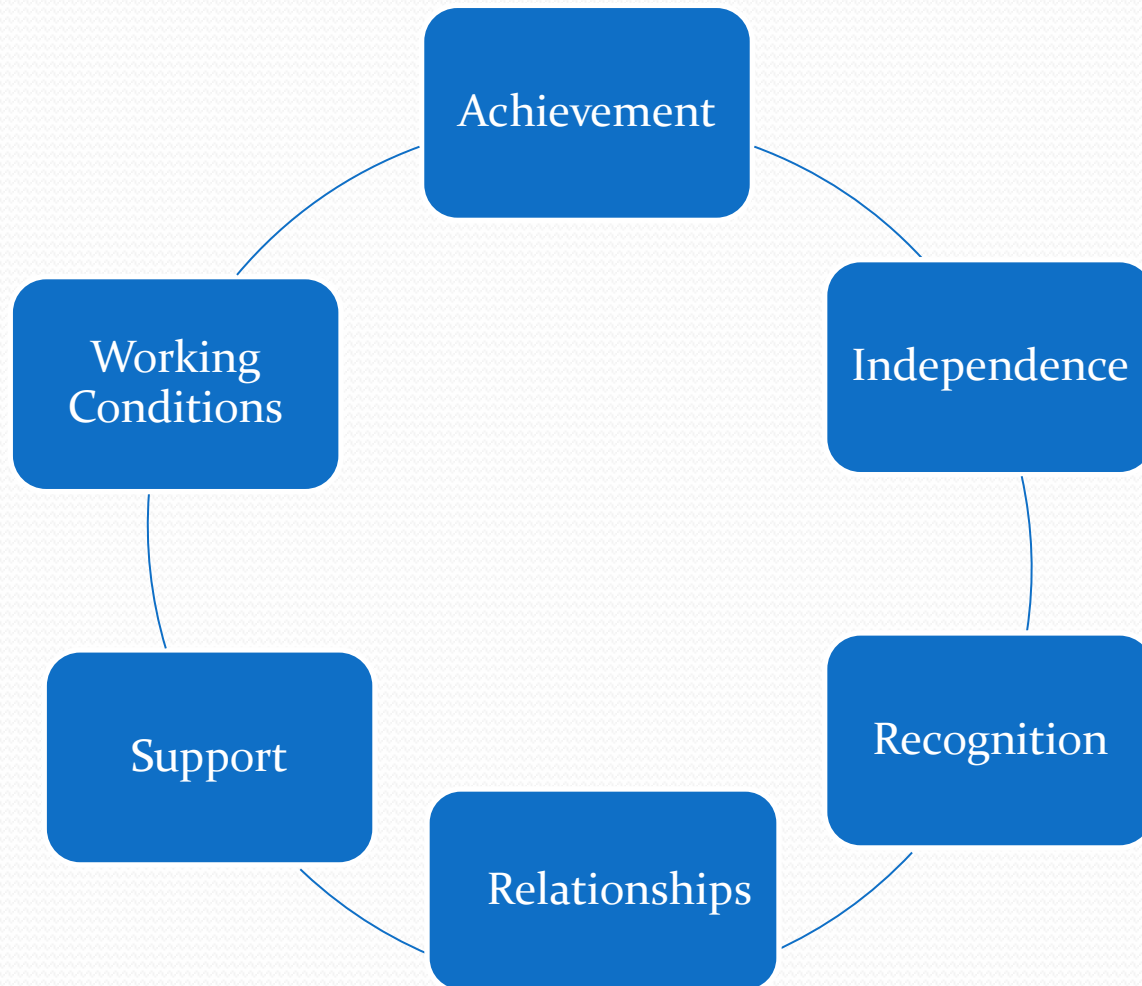 Achievement
Independence
Recognition
Relationships
Support
Working
Conditions